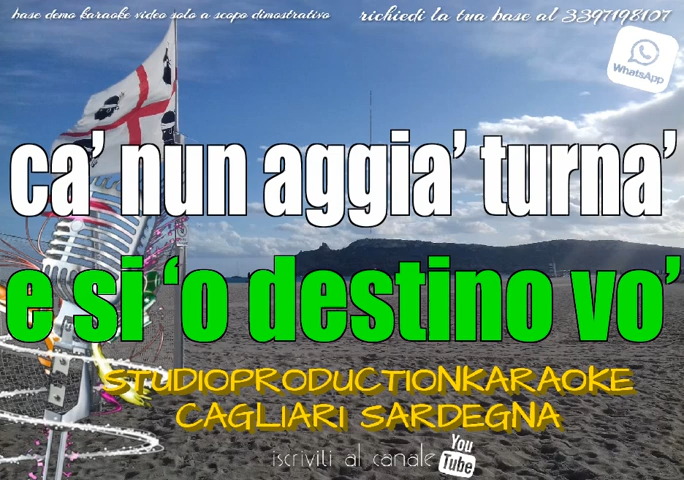 base demo karaoke video solo a scopo dimostrativo
richiedi la tua base al 3397198107
WhatsApp
ca’ nun aggia’ turna’
e si ‘o destino vo’
STUDIOPRODUCTIONKARAOKE
CAGLIARI SARDEGNA
iscriviti al canale You Tube